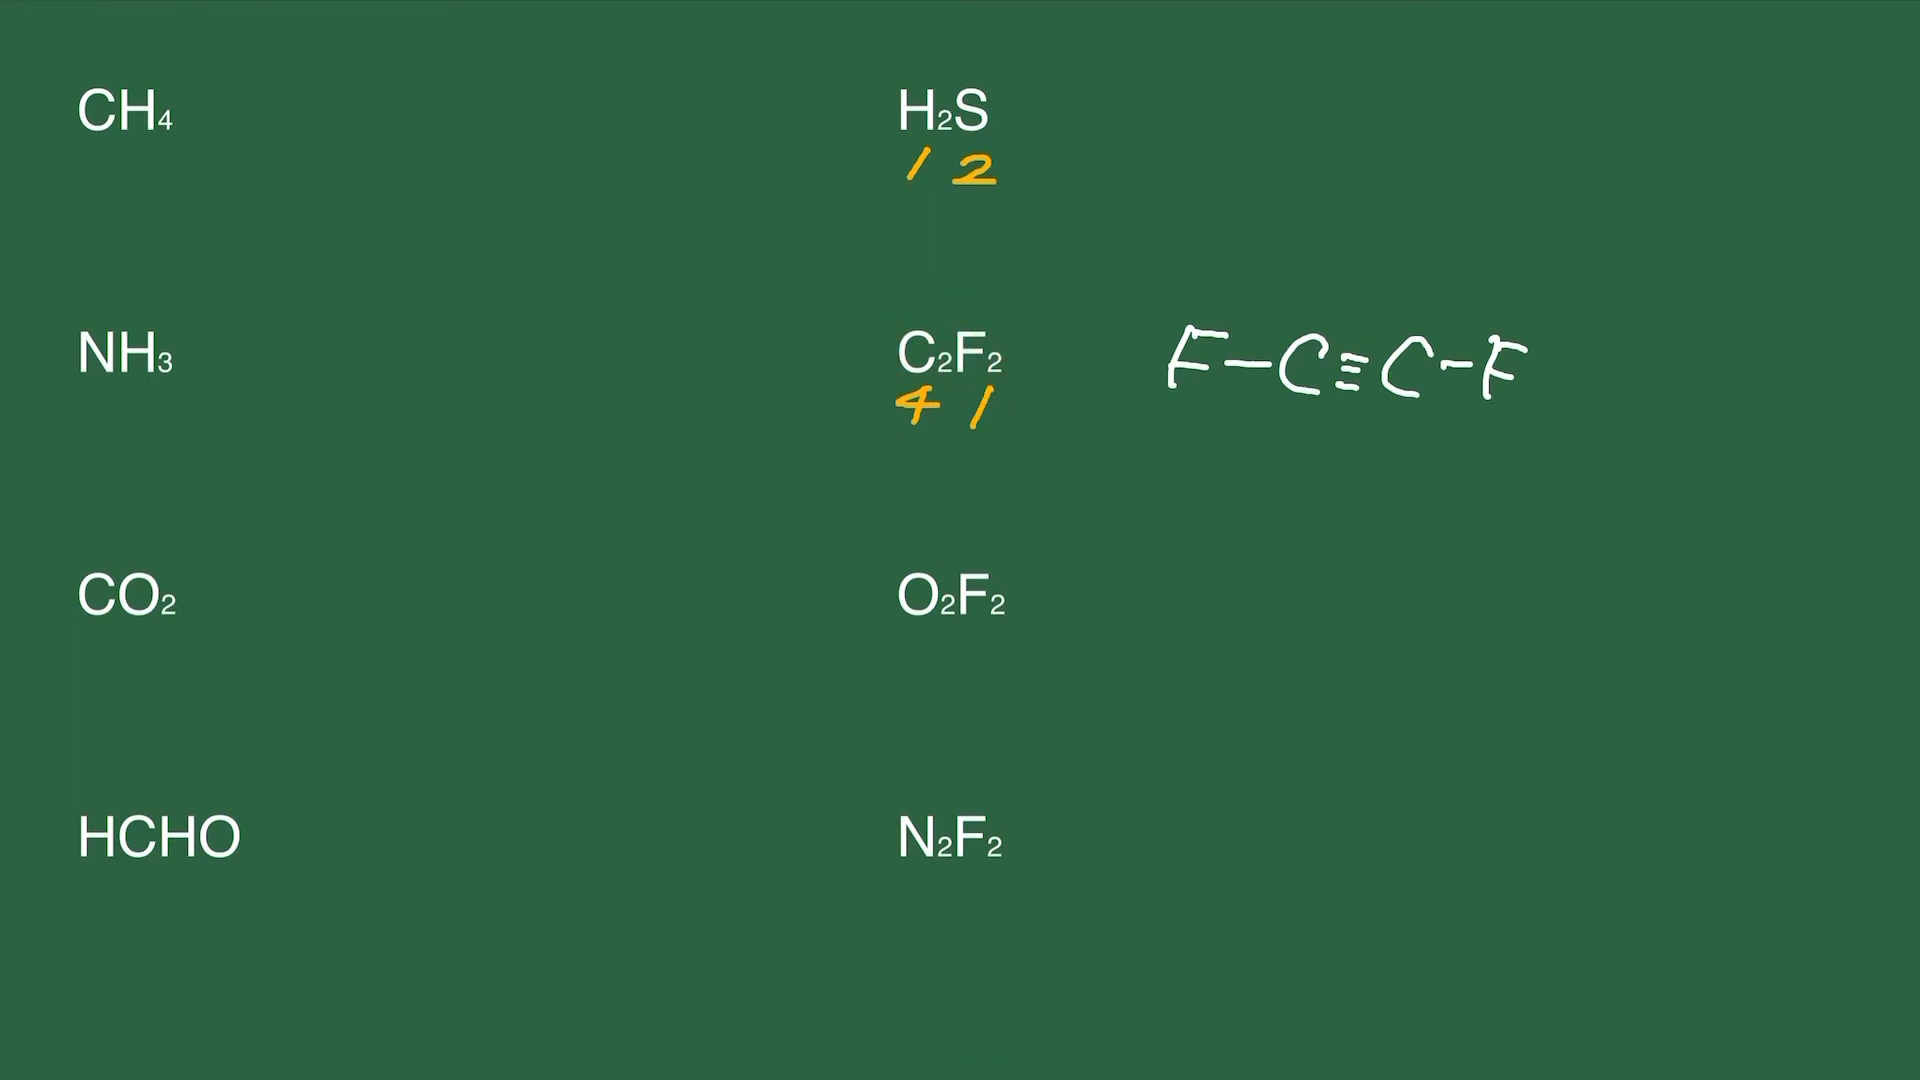 CH₄
H₂S
1 2
NH₃
C₂F₂
F-C≡C-F
4 1
CO₂
O₂F₂
HCHO
N₂F₂